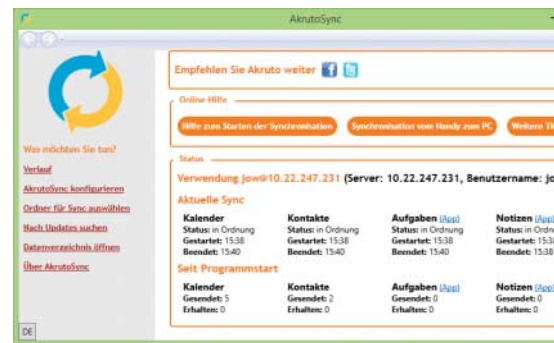 AkrutoSync
Empfehlen Sie Akruto weiter
Online-Hilfe
Hilfe zum Starten der Synchronisation
Synchronisation vom Handy zum PC
Weitere
Was möchten Sie tun?
Verlauf
AkrutoSync konfigurieren
Ordner für Sync auswählen
Nach Updates suchen
Datenverzeichnis öffnen
Über AkrutoSync
Status
Verwendung jow@10.22.247.231 (Server: 10.22.247.231, Benutzername: jo
Aktuelle Sync
Kalender Kontakte Aufgaben (App) Notizen (App)
Status: in Ordnung Status: in Ordnung Status: in Ordnung Status: in Ordnu
Gestartet: 15:38 Gestartet: 15:38 Gestartet: 15:38 Gestartet: 15:38
Beendet: 15:40 Beendet: 15:40 Beendet: 15:40 Beendet: 15:38
Seit Programmstart
Kalender Kontakte Aufgaben (App) Notizen (App)
Gesendet: 5 Gesendet: 2 Gesendet: 0 Gesendet: 0
Erhalten: 0 Erhalten: 0 Erhalten: 0 Erhalten: 0
DE